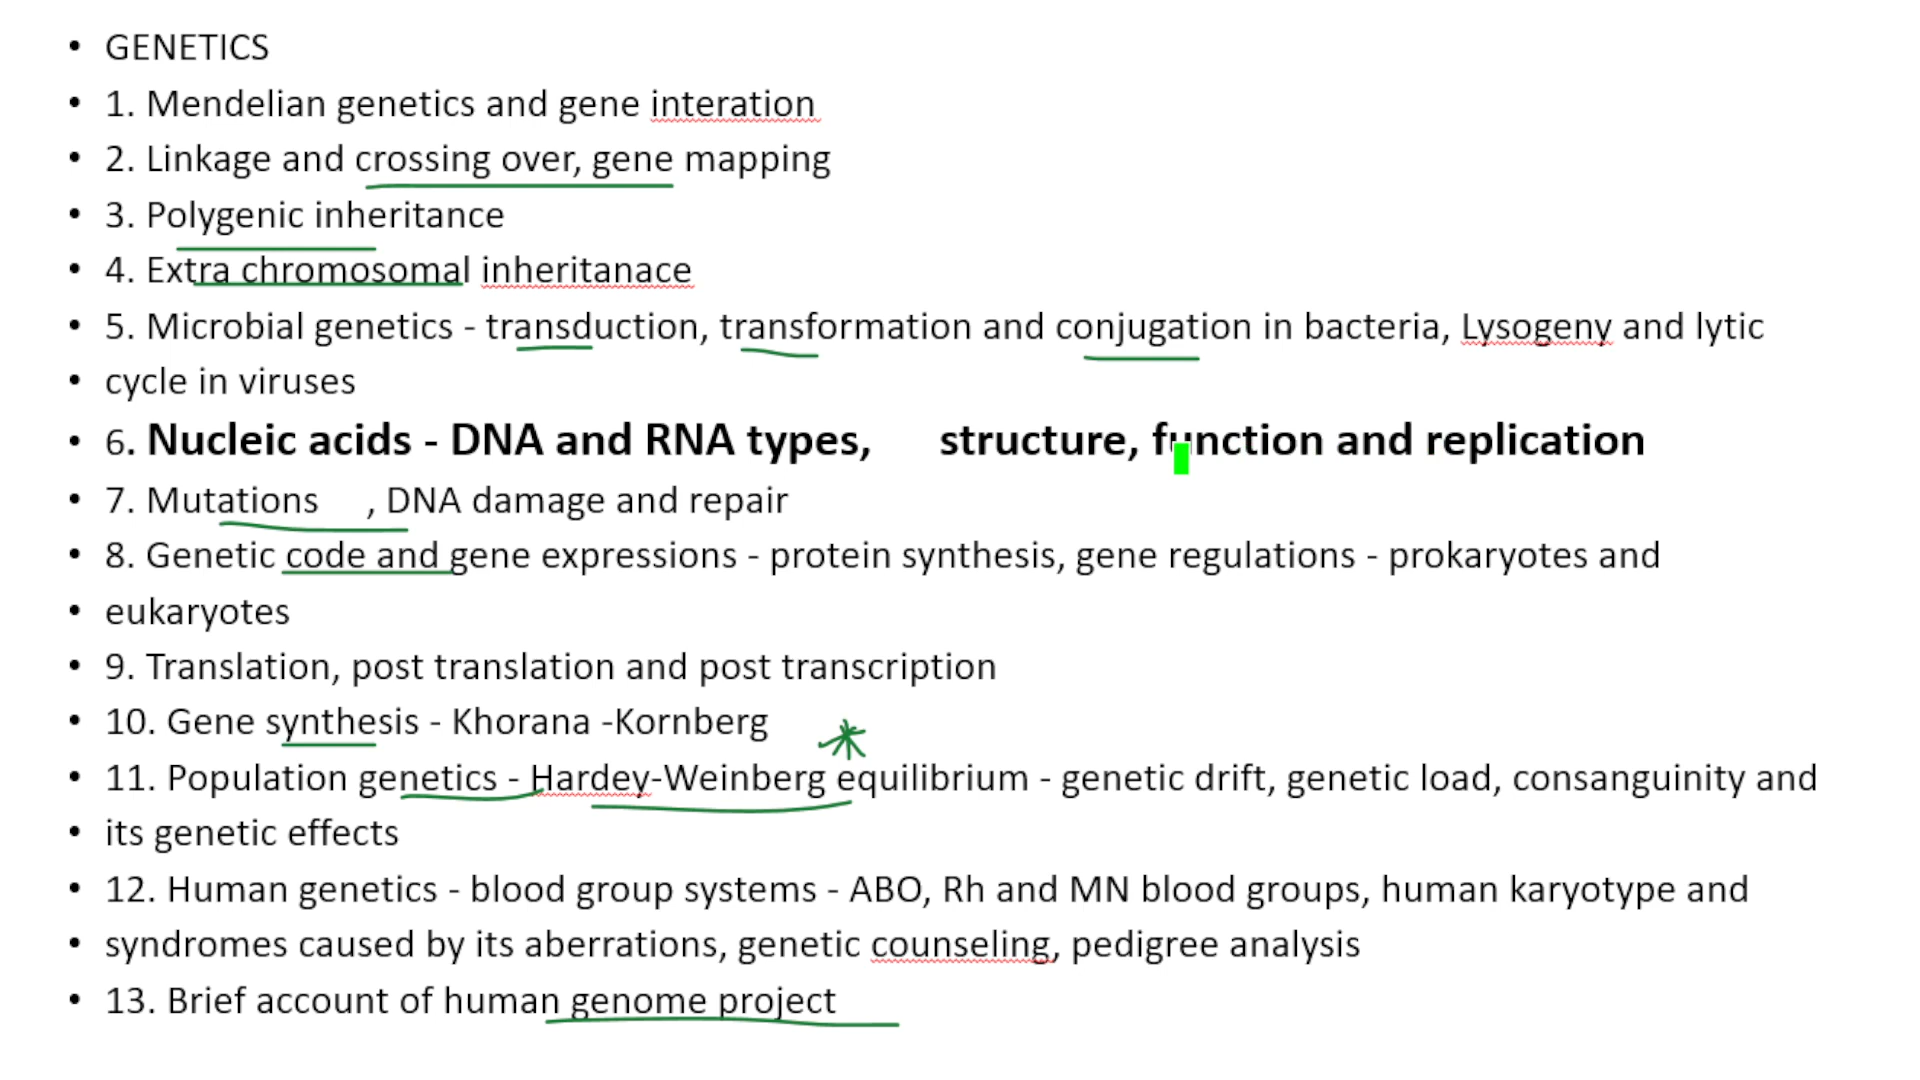 • GENETICS
• 1. Mendelian genetics and gene interation
• 2. Linkage and crossing over, gene mapping
• 3. Polygenic inheritance
• 4. Extra chromosomal inheritanace
• 5. Microbial genetics - transduction, transformation and conjugation in bacteria, Lysogeny and lytic
• cycle in viruses
• 6. Nucleic acids - DNA and RNA types, structure, function and replication
• 7. Mutations , DNA damage and repair
• 8. Genetic code and gene expressions - protein synthesis, gene regulations - prokaryotes and
• eukaryotes
• 9. Translation, post translation and post transcription
• 10. Gene synthesis - Khorana -Kornberg
• 11. Population genetics - Hardey-Weinberg equilibrium - genetic drift, genetic load, consanguinity and
• its genetic effects
• 12. Human genetics - blood group systems - ABO, Rh and MN blood groups, human karyotype and
• syndromes caused by its aberrations, genetic counseling, pedigree analysis
• 13. Brief account of human genome project